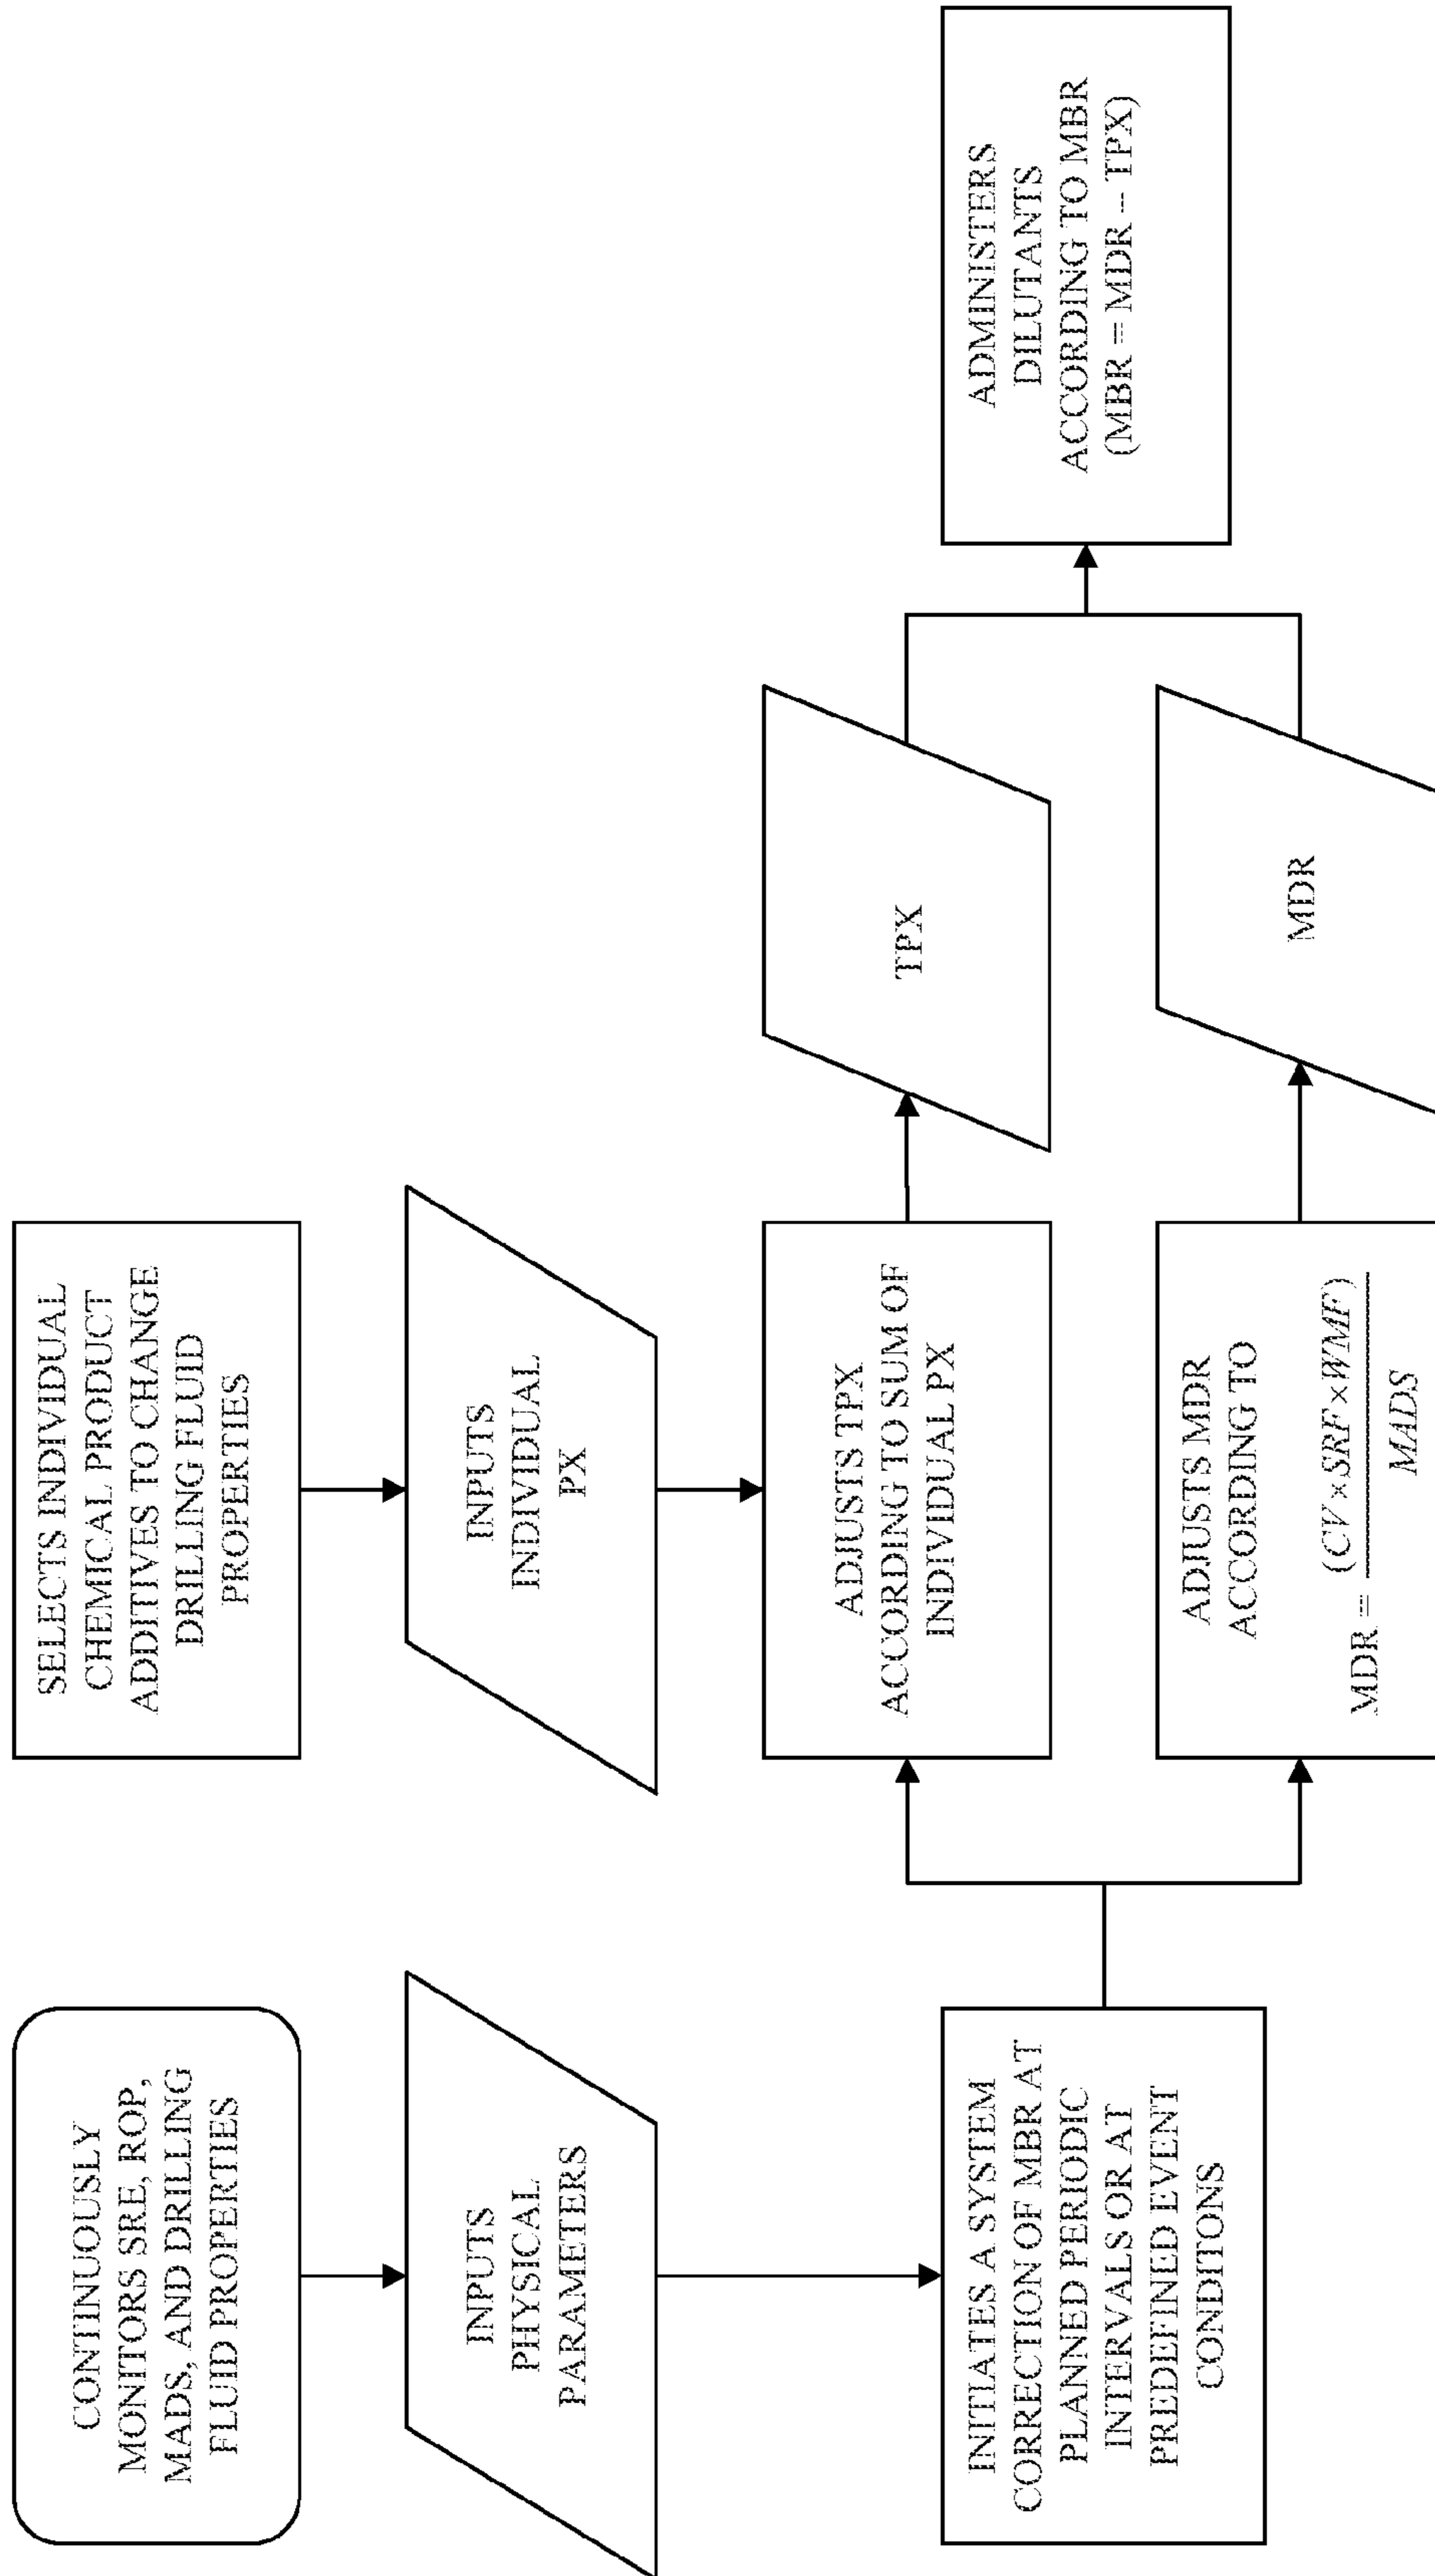 CONTINUOUSLY
MONITORS SRE, ROP,
MADS, AND DRILLING
FLUID PROPERTIES
INPUTS
PHYSICAL
PARAMETERS
INITIATES A SYSTEM
CORRECTION OF MBR AT
PLANNED PERIODIC
INTERVALS OR AT
PREDEFINED EVENT
CONDITONS
SELECTS INDIVIDUAL
CHEMICAL PRODUCT
ADDITIVES TO CHANGE
DRILLING FLUID
PROPERTIES
INPUTS
INDIVIDUAL
PX
ADJUSTS TPX
ACCORDING TO SUM OF
INDIVIDUAL PX
ADJUSTS MDR
ACCORDING TO
MDR = (CV × SRF × WMF)
MADS
TPX
MDR
ADMINISTERS
DILUTANTS
ACCORDING TO MBR
(MBR = MDR – TPX)